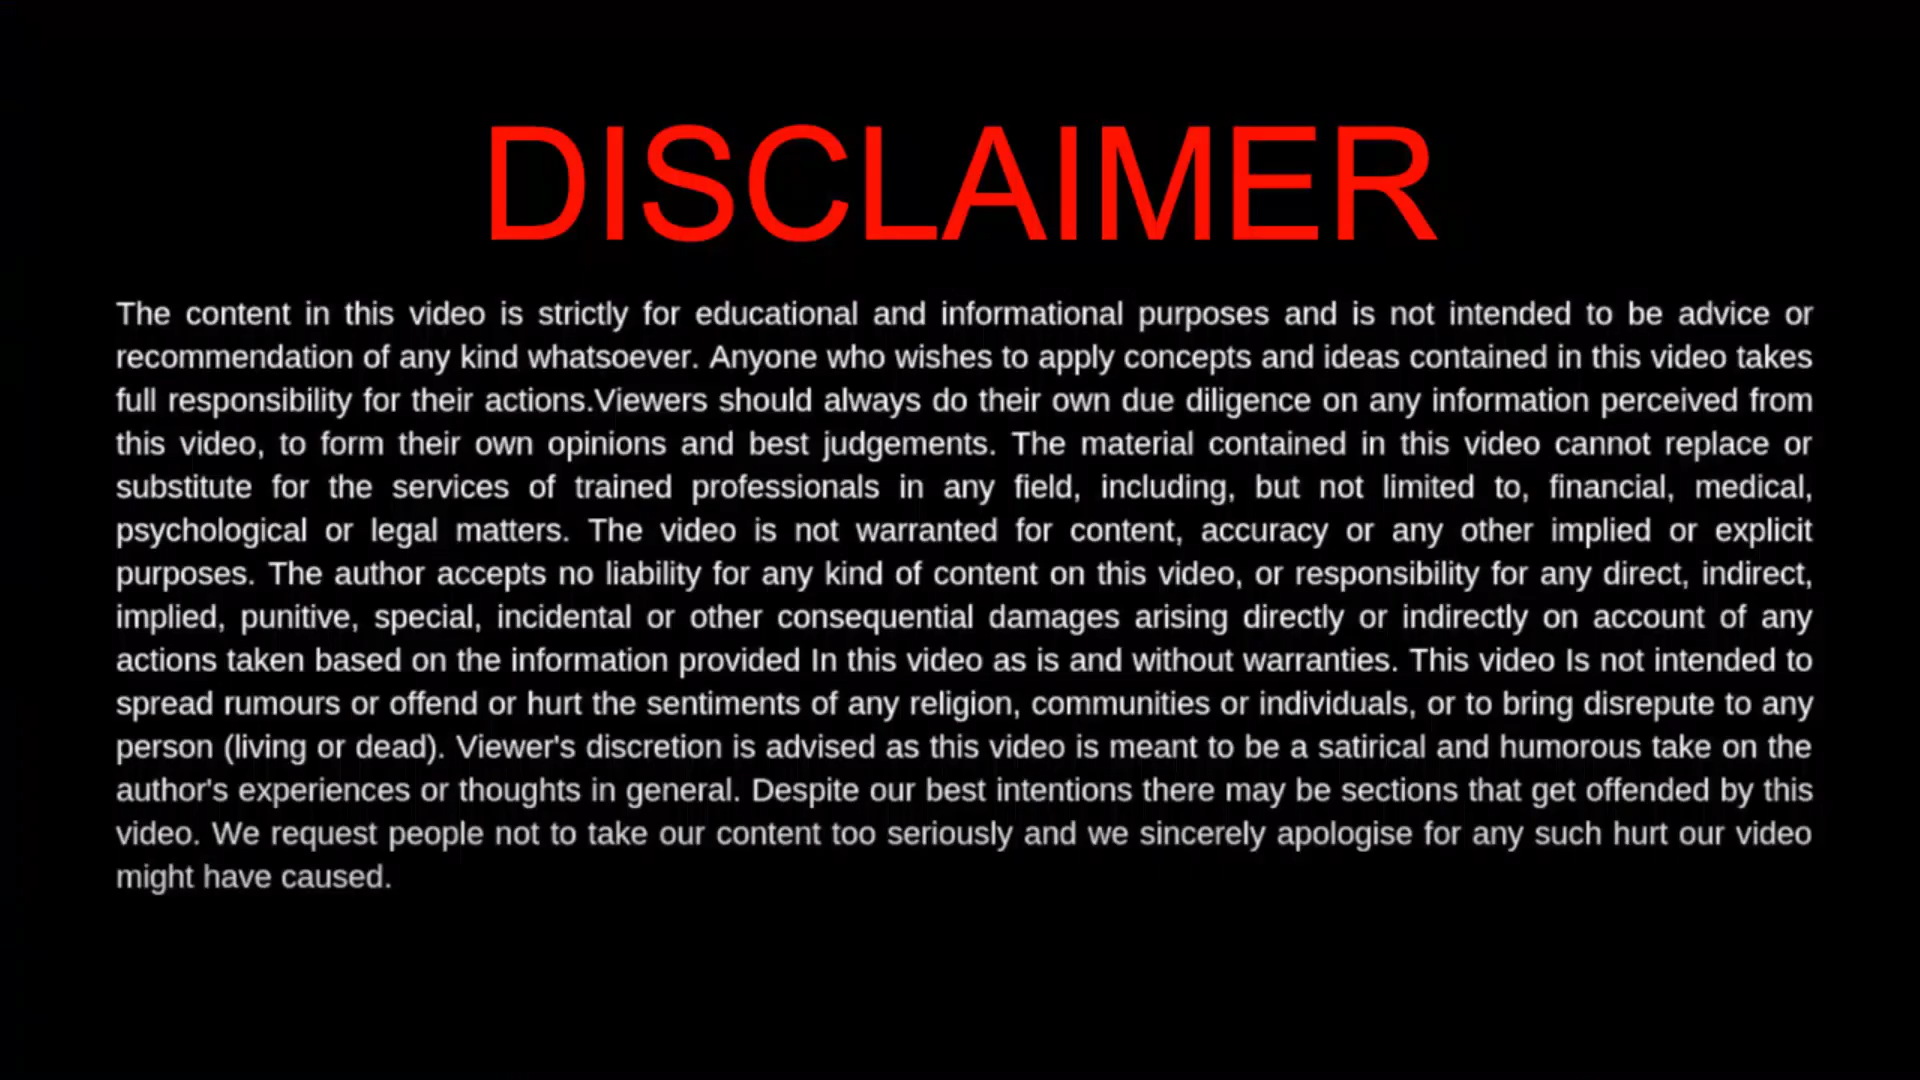 DISCLAIMER
The content in this video is strictly for educational and informational purposes and is not intended to be advice or
recommendation of any kind whatsoever. Anyone who wishes to apply concepts and ideas contained in this video takes
full responsibility for their actions.Viewers should always do their own due diligence on any information perceived from
this video, to form their own opinions and best judgements. The material contained in this video cannot replace or
substitute for the services of trained professionals in any field, including, but not limited to, financial, medical,
psychological or legal matters. The video is not warranted for content, accuracy or any other implied or explicit
purposes. The author accepts no liability for any kind of content on this video, or responsibility for any direct, indirect,
implied, punitive, special, incidental or other consequential damages arising directly or indirectly on account of any
actions taken based on the information provided In this video as is and without warranties. This video Is not intended to
spread rumours or offend or hurt the sentiments of any religion, communities or individuals, or to bring disrepute to any
person (living or dead). Viewer's discretion is advised as this video is meant to be a satirical and humorous take on the
author's experiences or thoughts in general. Despite our best intentions there may be sections that get offended by this
video. We request people not to take our content too seriously and we sincerely apologise for any such hurt our video
might have caused.